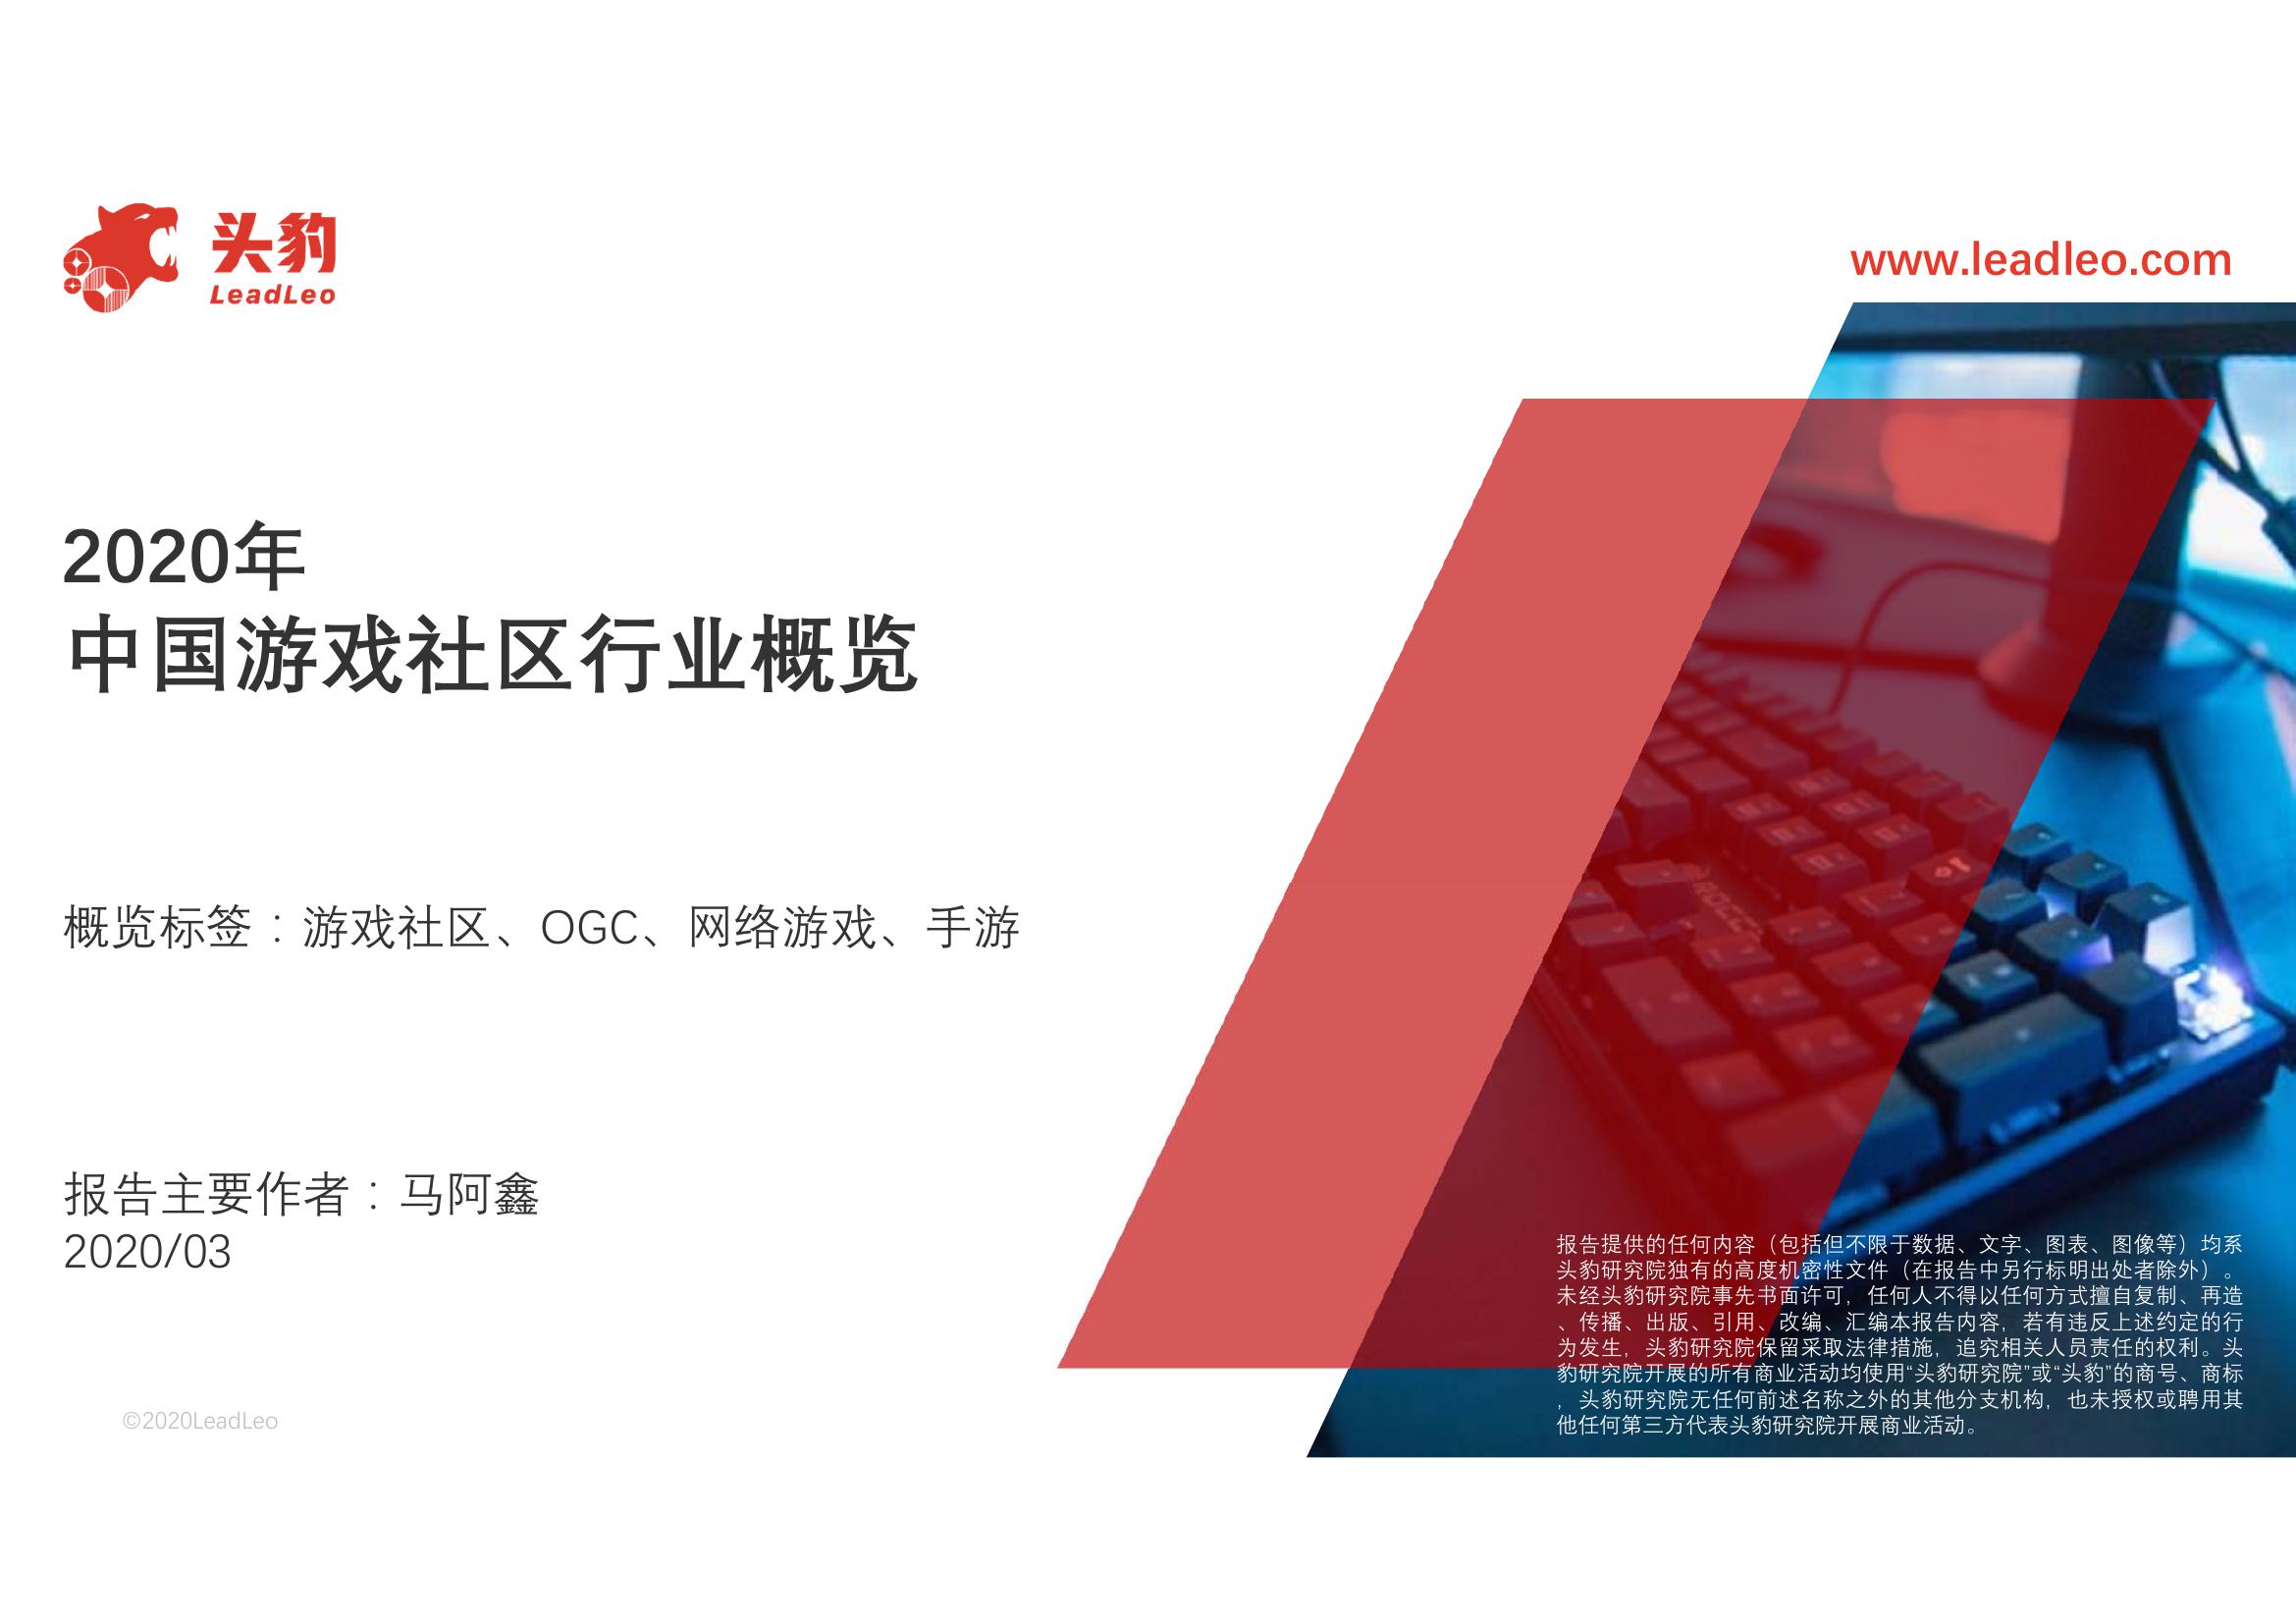 头豹
LeadLeo
www.leadleo.com
2020年
中国游戏社区行业概览
概览标签：游戏社区、OGC、网络游戏、手游
报告主要作者：马阿鑫
2020/03
报告提供的任何内容（包括但不限于数据、文字、图表、图像等）均系
头豹研究院独有的高度机密性文件（在报告中另行标明出处者除外）。
未经头豹研究院事先书面许可，任何人不得以任何方式擅自复制、再造
、传播、出版、引用、改编、汇编本报告内容，若有违反上述约定的行
为发生，头豹研究院保留采取法律措施，追究相关人员责任的权利。头
豹研究院开展的所有商业活动均使用“头豹研究院”或“头豹”的商号、商标
，头豹研究院无任何前述名称之外的其他分支机构，也未授权或聘用其
他任何第三方代表头豹研究院开展商业活动。
©2020LeadLeo